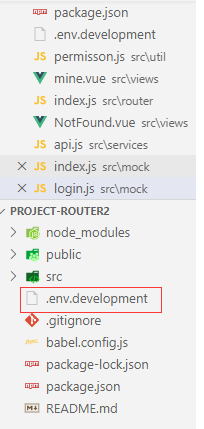 package.json
.env.development
permisson.js src\util
mine.vue src\views
index.js src\router
NotFound.vue src\views
api.js src\services
index.js src\mock
login.js src\mock
PROJECT-ROUTER2
node_modules
public
src
.env.development
.gitignore
babel.config.js
package-lock.json
package.json
README.md